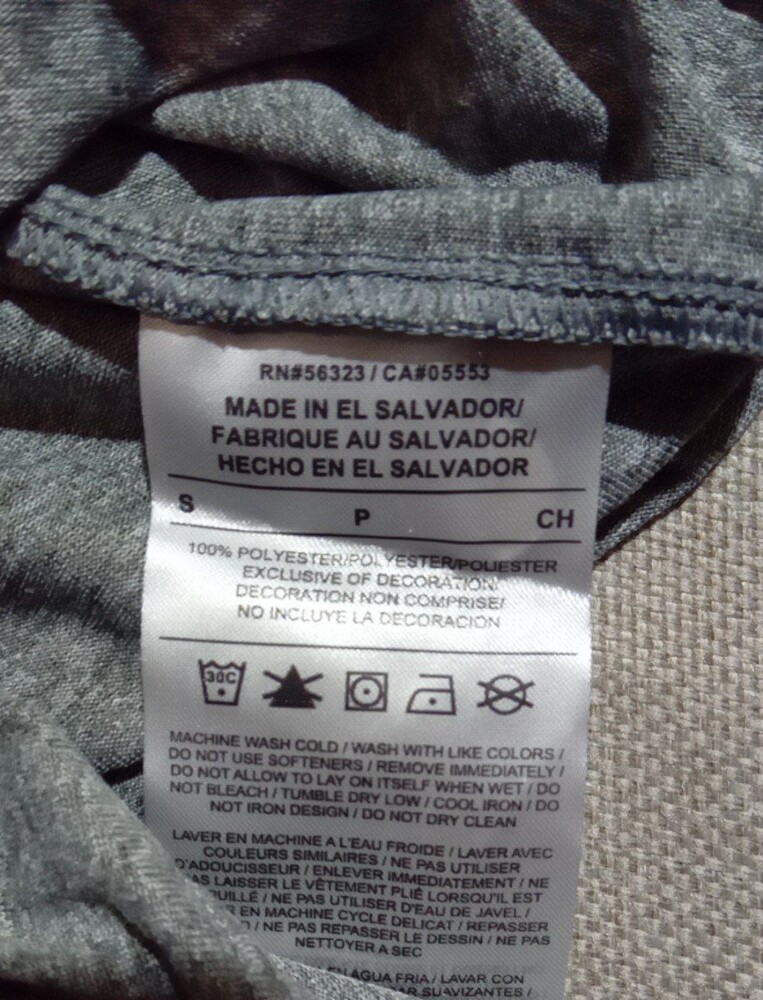 RN#56323 / CA#05553
MADE IN EL SALVADOR/
FABRIQUE AU SALVADOR/
HECHO EN EL SALVADOR
S P CH
100% POLYESTER/POLYESTER/POLIESTER
EXCLUSIVE OF DECORATION/
DECORATION NON COMPRISE/
NO INCLUYE LA DECORACION
30C
MACHINE WASH COLD / WASH WITH LIKE COLORS /
DO NOT USE SOFTENERS / REMOVE IMMEDIATELY /
DO NOT ALLOW TO LAY ON ITSELF WHEN WET / DO
NOT BLEACH / TUMBLE DRY LOW / COOL IRON / DO
NOT IRON DESIGN / DO NOT DRY CLEAN
LAVER EN MACHINE A L'EAU FROIDE / LAVER AVEC
COULEURS SIMILAIRES / NE PAS UTILISER
D'ADOUCISSEUR / ENLEVER IMMEDIATEMENT / NE
AS LAISSER LE VÊTEMENT PLIÉ LORSQU'IL EST
UILLÉ / NE PAS UTILISER D'EAU DE JAVEL /
R EN MACHINE CYCLE DELICAT / REPASSER
D / NE PAS REPASSER LE DESSIN / NE PAS
NETTOYER A SEC
EN AGUA FRIA / LAVAR CON
AR SUAVIZANTES /